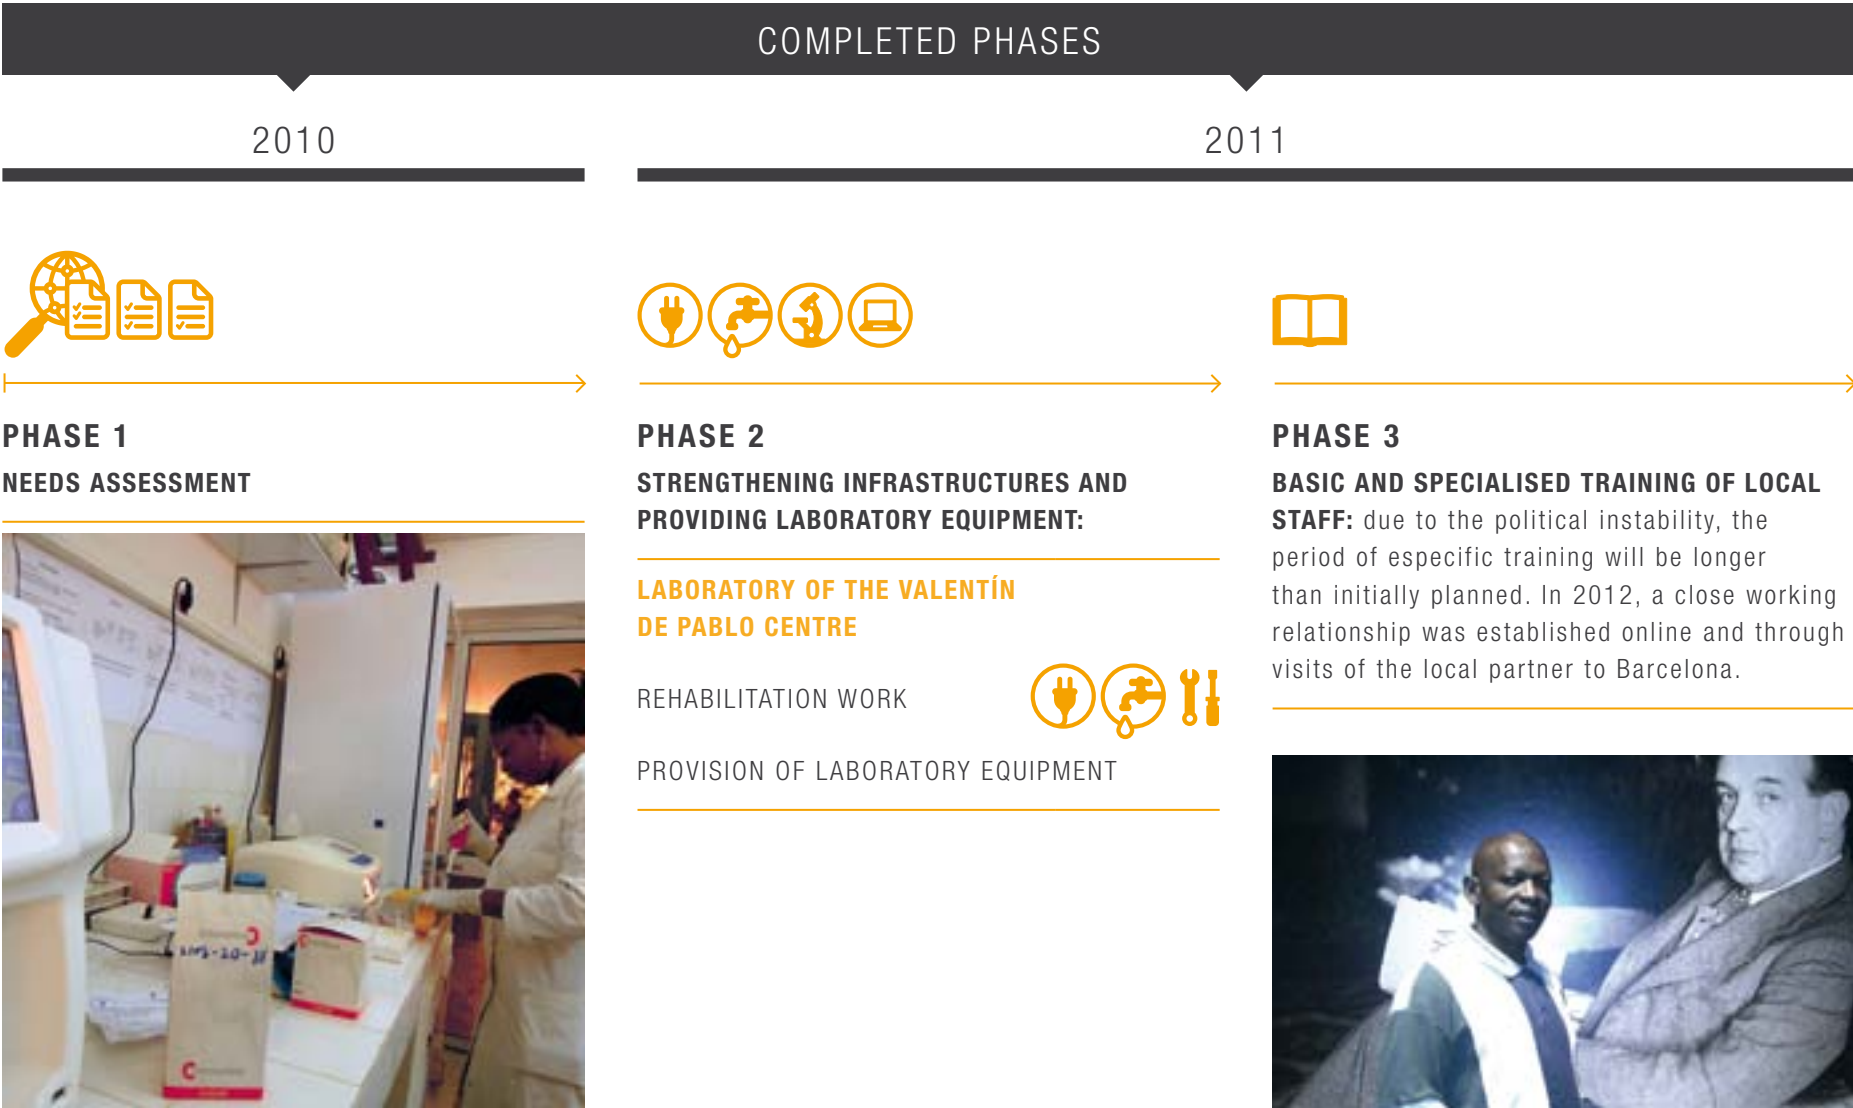 COMPLETED PHASES
2010
2011
PHASE 1
NEEDS ASSESSMENT
PHASE 2
STRENGTHENING INFRASTRUCTURES AND
PROVIDING LABORATORY EQUIPMENT:
LABORATORY OF THE VALENTÍN
DE PABLO CENTRE
REHABILITATION WORK
PROVISION OF LABORATORY EQUIPMENT
PHASE 3
BASIC AND SPECIALISED TRAINING OF LOCAL
STAFF: due to the political instability, the
period of especific training will be longer
than initially planned. In 2012, a close working
relationship was established online and through
visits of the local partner to Barcelona.